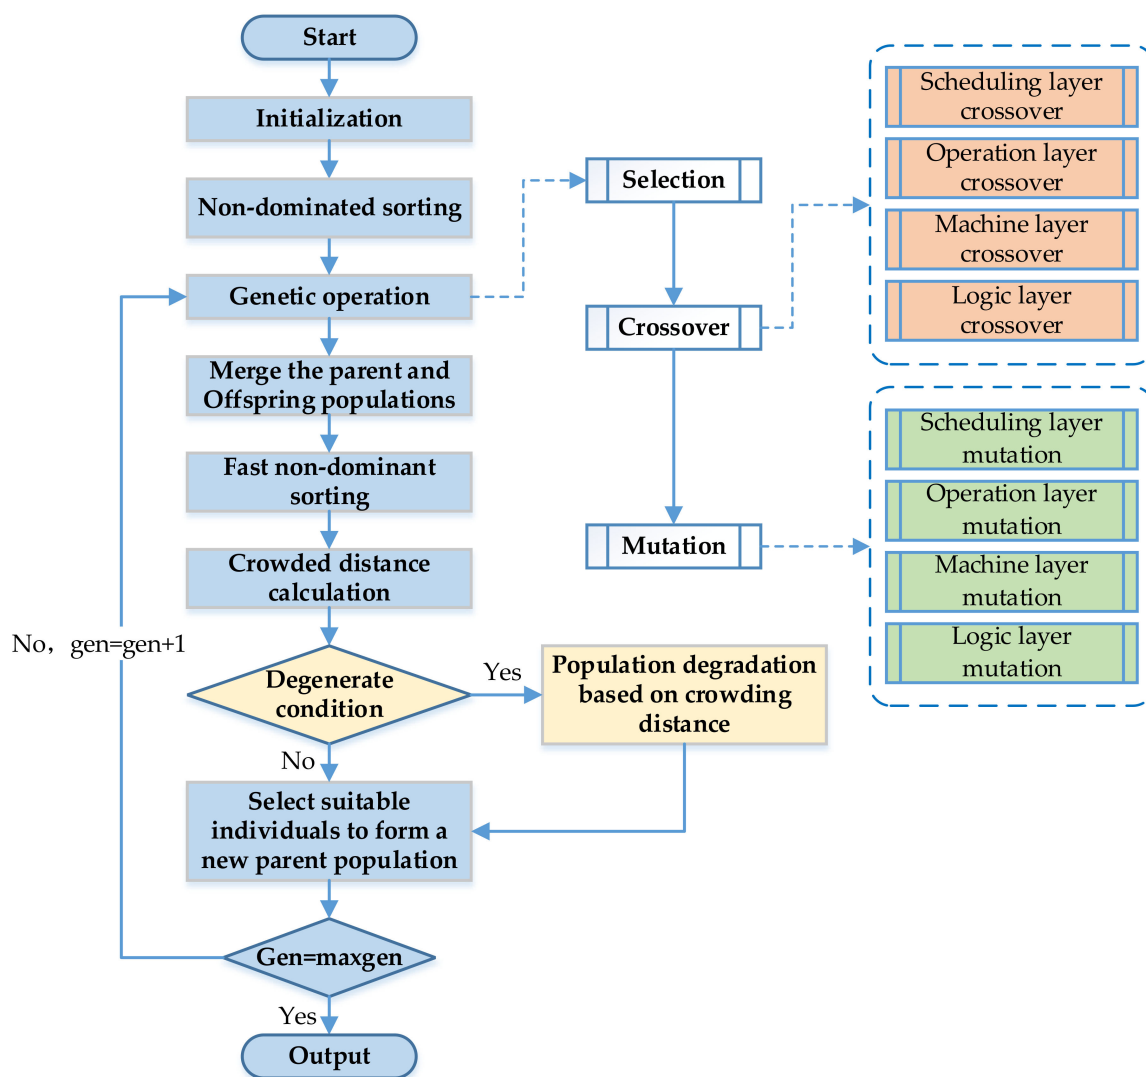 Start
Initialization
Non-dominated sorting
Genetic operation
Merge the parent and
Offspring populations
Fast non-dominant
sorting
Crowded distance
calculation
No，gen=gen+1
Degenerate
condition
Yes
Population degradation
based on crowding
distance
No
Select suitable
individuals to form a
new parent population
Gen=maxgen
Yes
Output
Selection
Crossover
Mutation
Scheduling layer
crossover
Operation layer
crossover
Machine layer
crossover
Logic layer
crossover
Scheduling layer
mutation
Operation layer
mutation
Machine layer
mutation
Logic layer
mutation